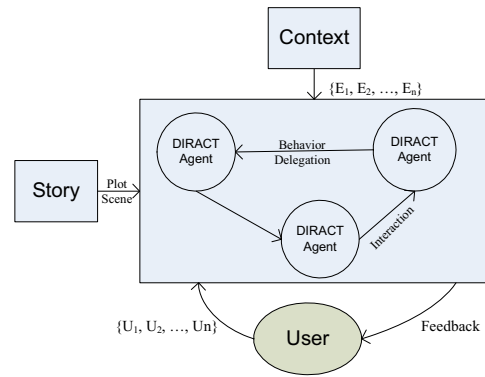 Context
{E₁, E₂, ..., Eₙ}
DIRACT
Agent
Behavior
Delegation
DIRACT
Agent
Story
Plot
Scene
DIRACT
Agent
Interaction
{U₁, U₂, ..., Un}
User
Feedback